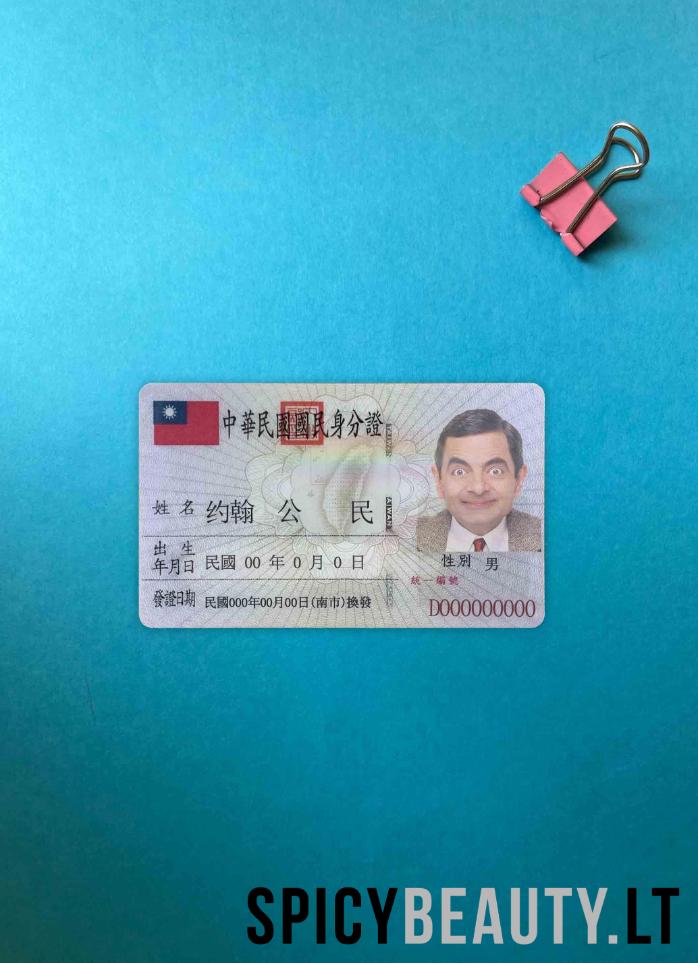 中華民國國民身分證
姓名 约翰 公 民
出生
年月日 民國 00 年 0 月 0 日
性別 男
統一編號
發證日期 民國000年00月00日(南市)換發
D000000000
TAIWAN
SPICYBEAUTY.LT